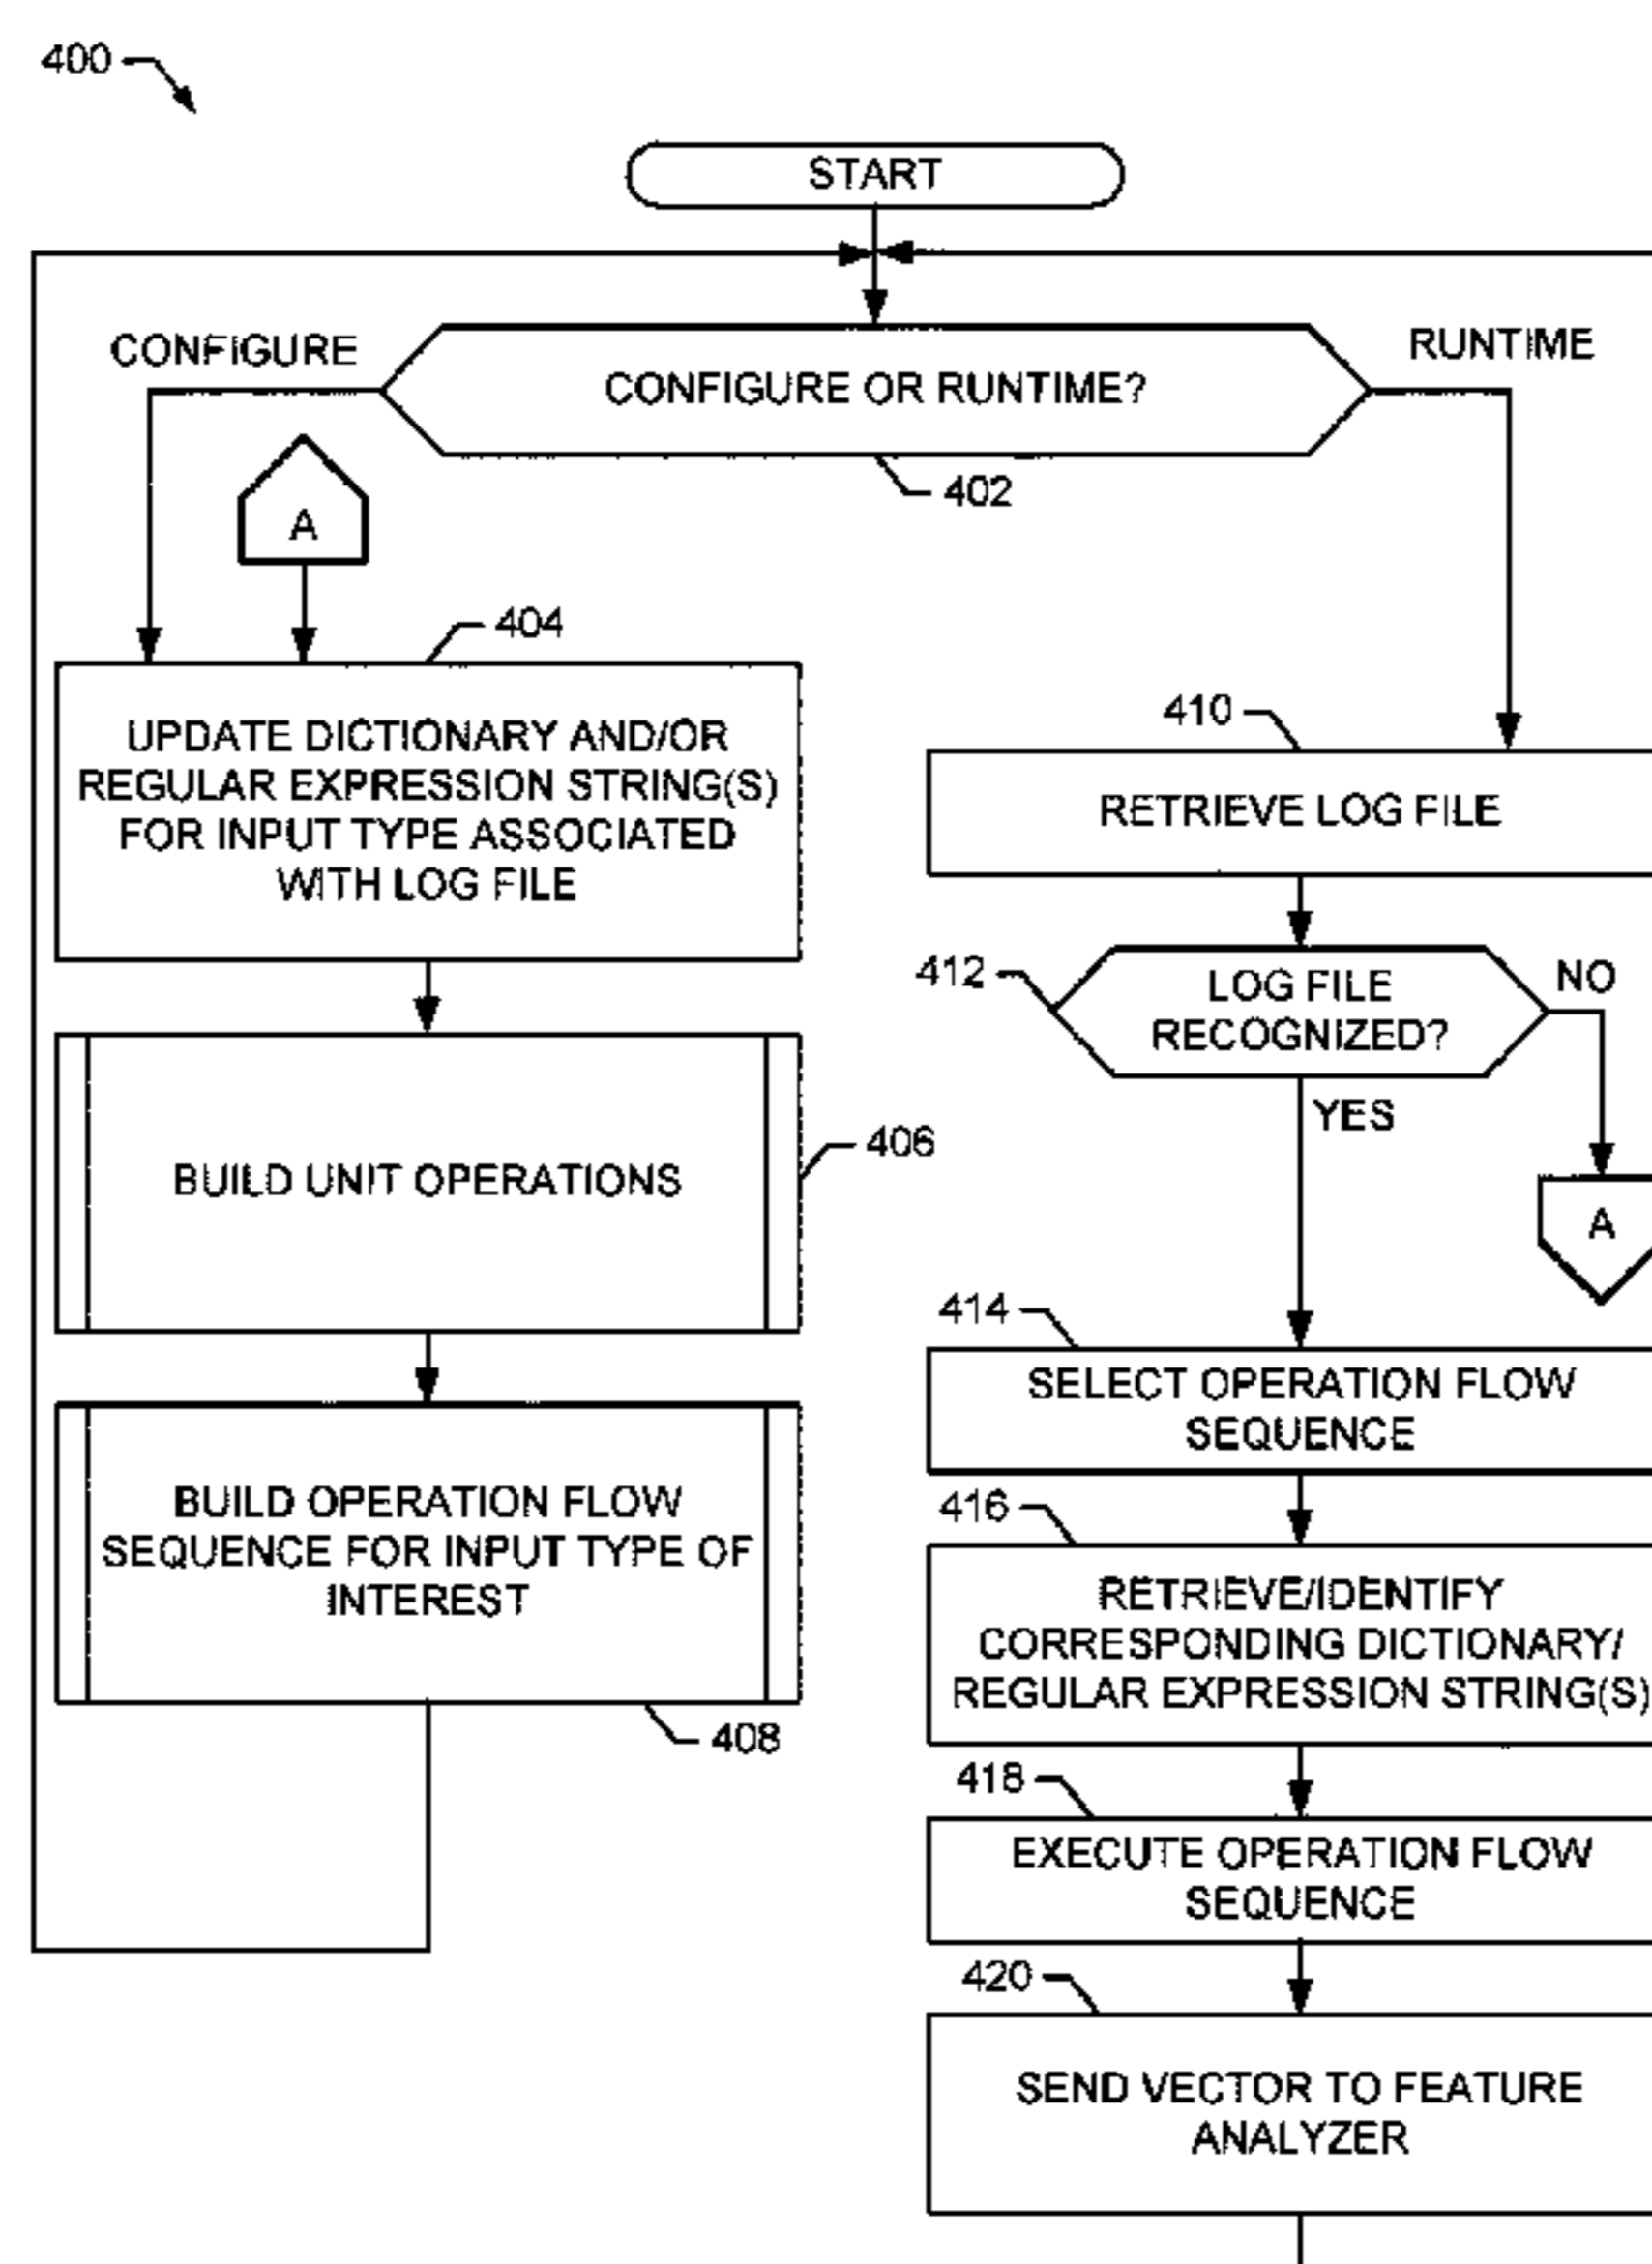 400
START
CONFIGURE
RUNTIME
CONFIGURE OR RUNTIME?
402
A
404
UPDATE DICTIONARY AND/OR
REGULAR EXPRESSION STRING(S)
FOR INPUT TYPE ASSOCIATED
WITH LOG FILE
406
BUILD UNIT OPERATIONS
BUILD OPERATION FLOW
SEQUENCE FOR INPUT TYPE OF
INTEREST
408
410
RETRIEVE LOG FILE
412
LOG FILE
RECOGNIZED?
NO
YES
A
414
SELECT OPERATION FLOW
SEQUENCE
416
RETRIEVE/IDENTIFY
CORRESPONDING DICTIONARY/
REGULAR EXPRESSION STRING(S)
418
EXECUTE OPERATION FLOW
SEQUENCE
420
SEND VECTOR TO FEATURE
ANALYZER